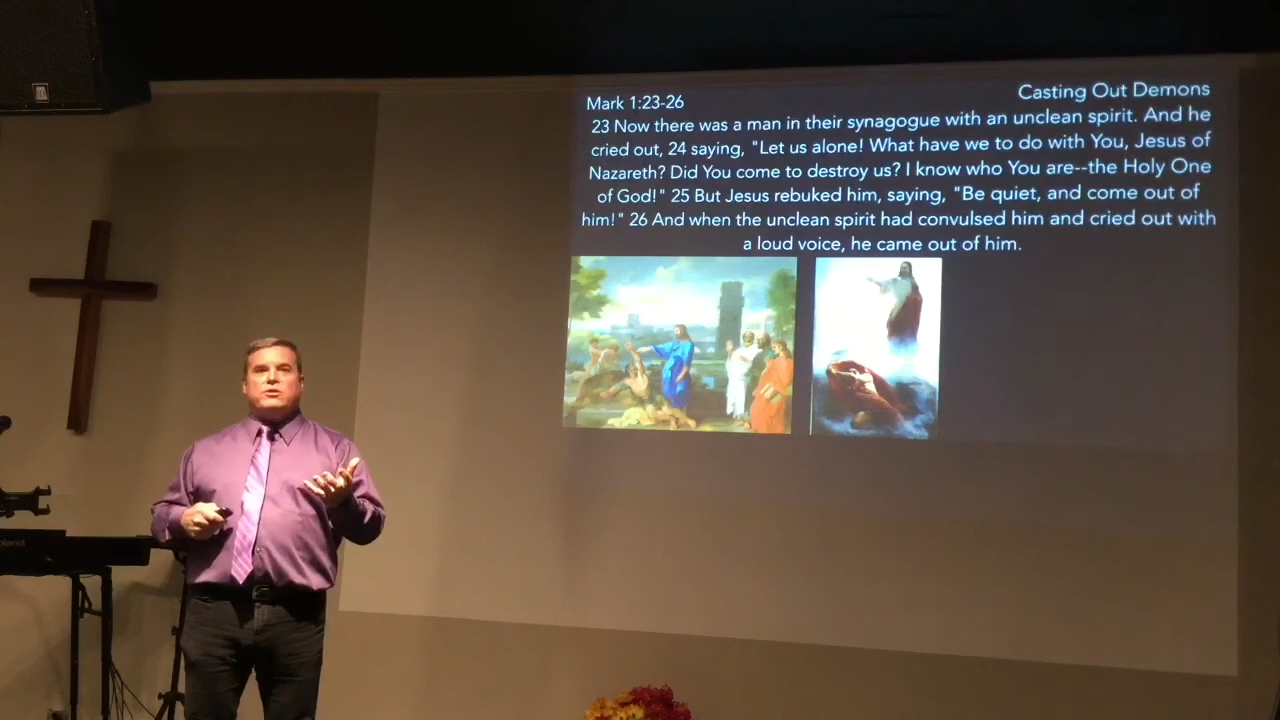 Mark 1:23-26
Casting Out Demons
23 Now there was a man in their synagogue with an unclean spirit. And he
cried out, 24 saying, "Let us alone! What have we to do with You, Jesus of
Nazareth? Did You come to destroy us? I know who You are--the Holy One
of God!" 25 But Jesus rebuked him, saying, "Be quiet, and come out of
him!" 26 And when the unclean spirit had convulsed him and cried out with
a loud voice, he came out of him.